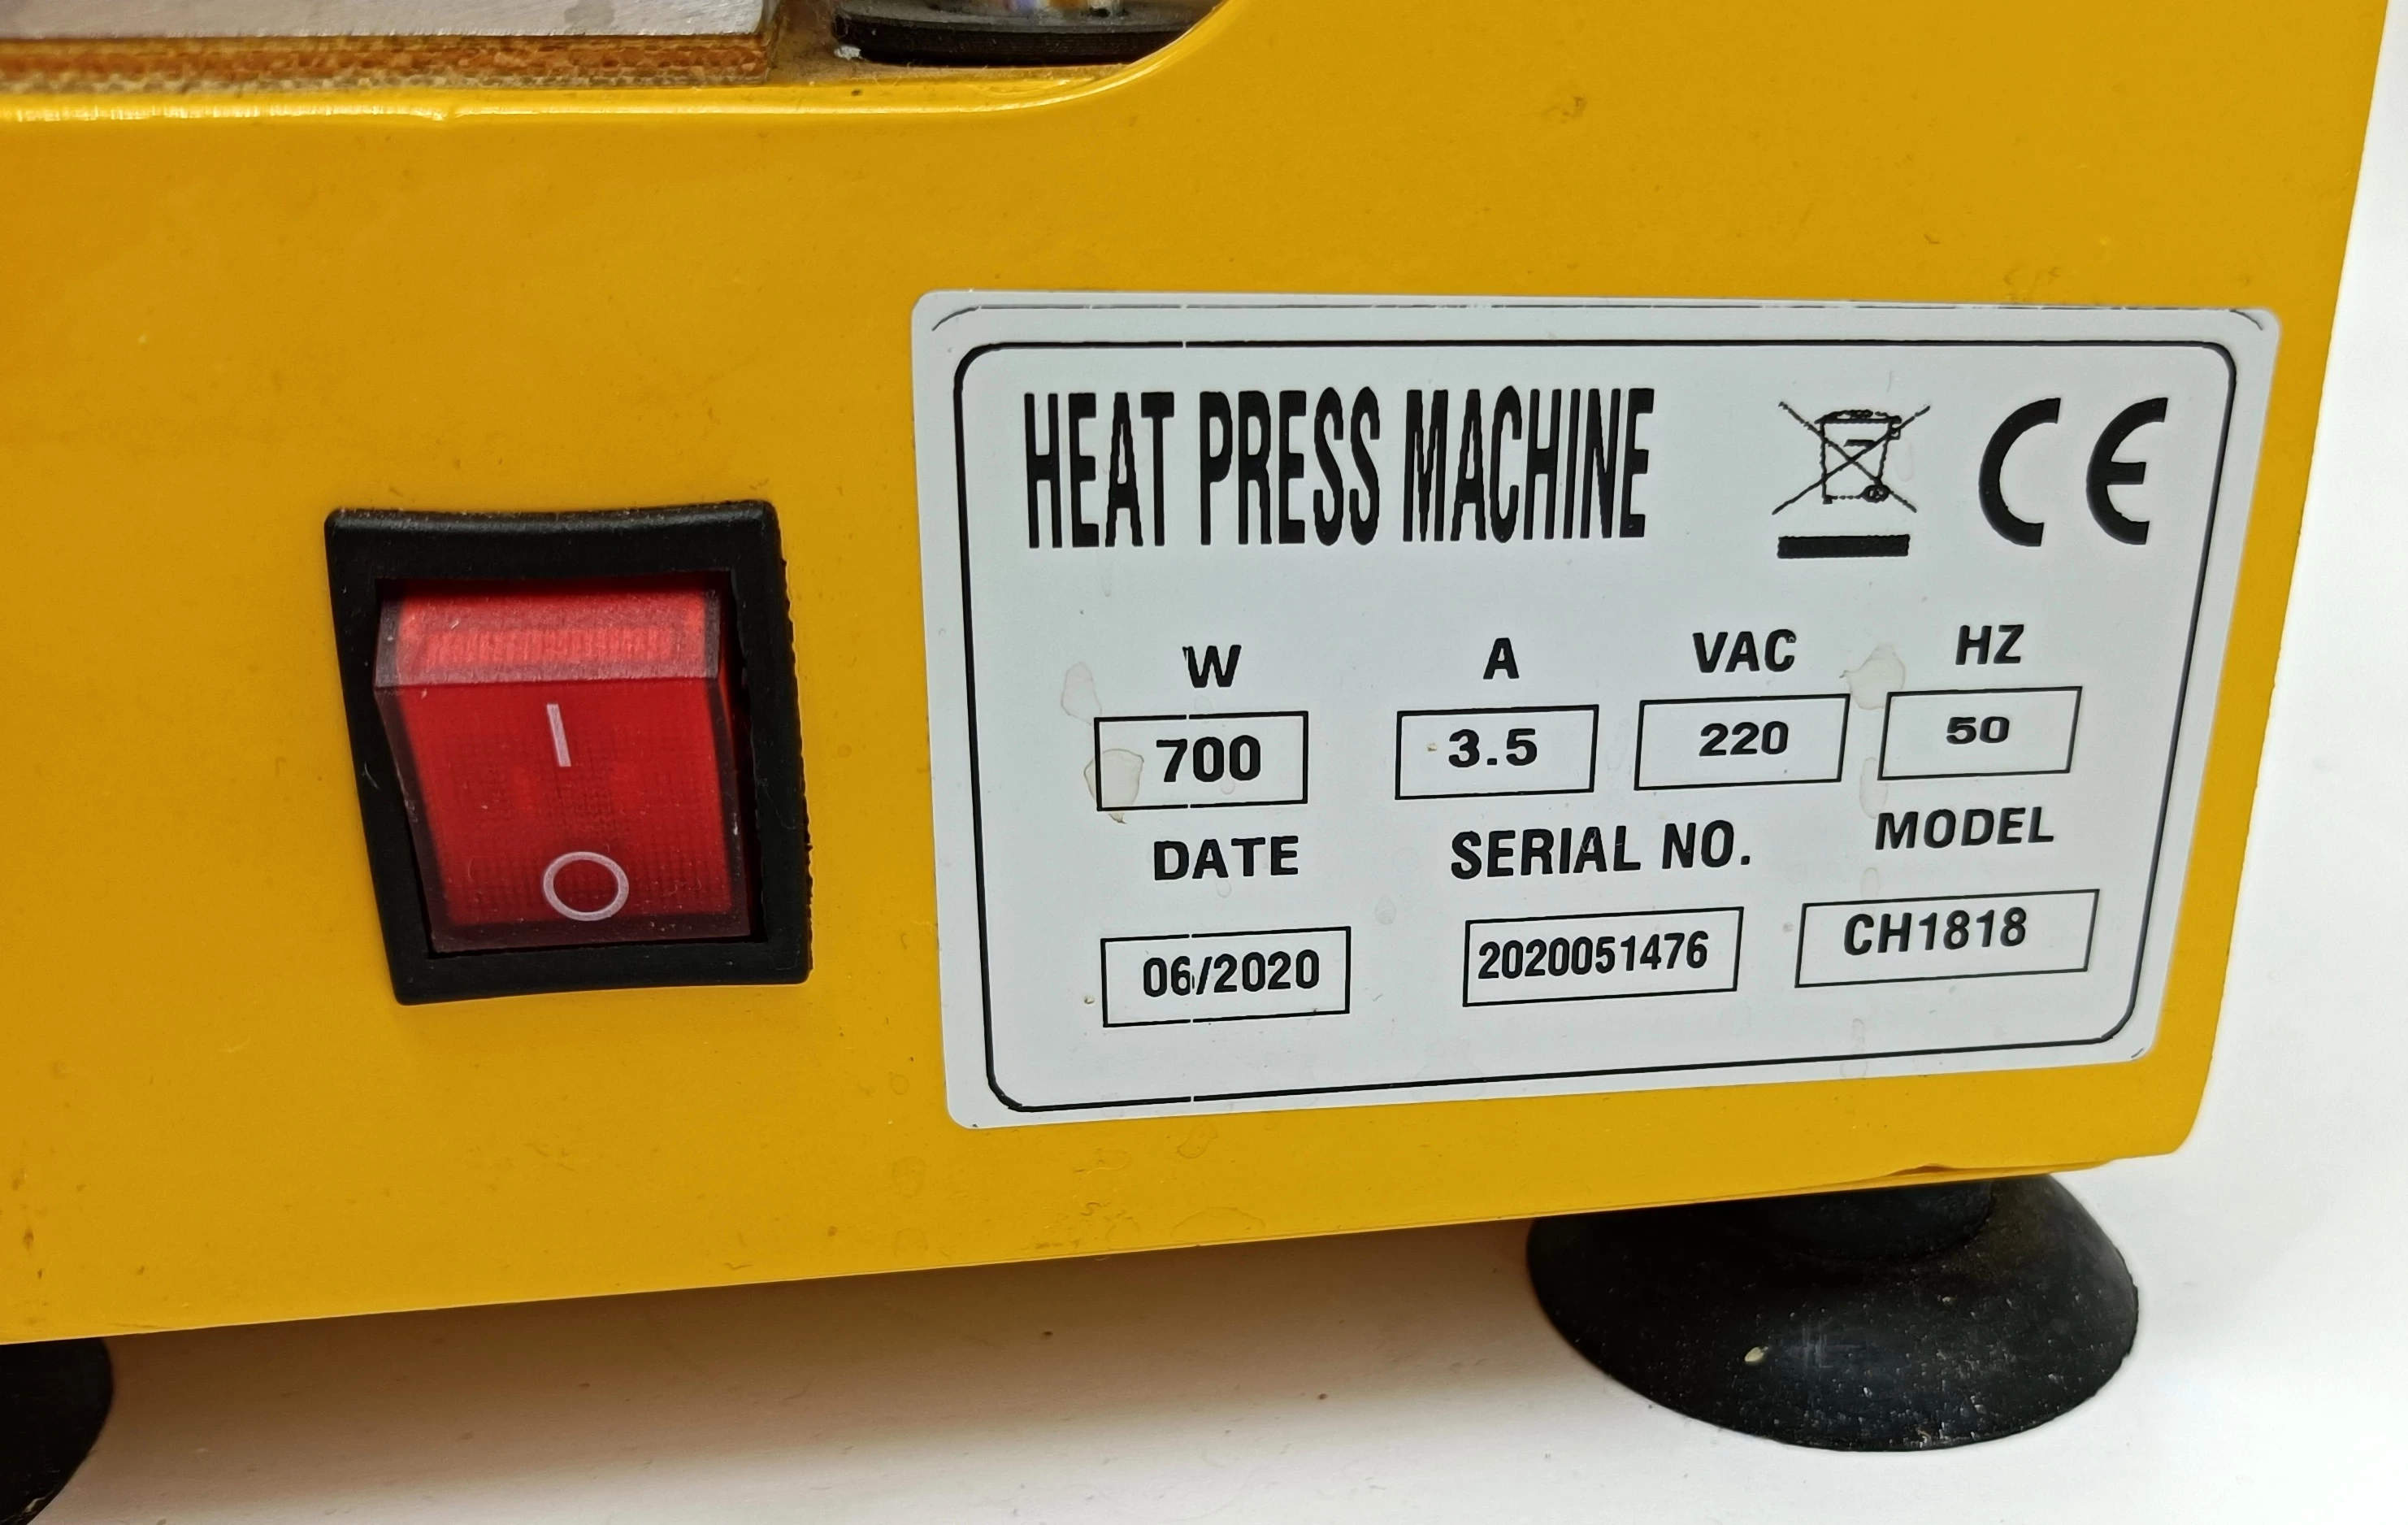 HEAT PRESS MACHINE CE
W A VAC HZ
700 3.5 220 50
DATE SERIAL NO. MODEL
06/2020 2020051476 CH1818
I
O